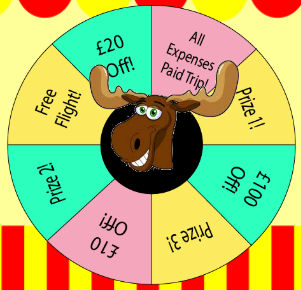 All
Expenses
Paid Trip!
Prize 1!
£100
Off!
Prize 3!
£10
Off!
Prize 2!
Free
Flight!
£20
Off!